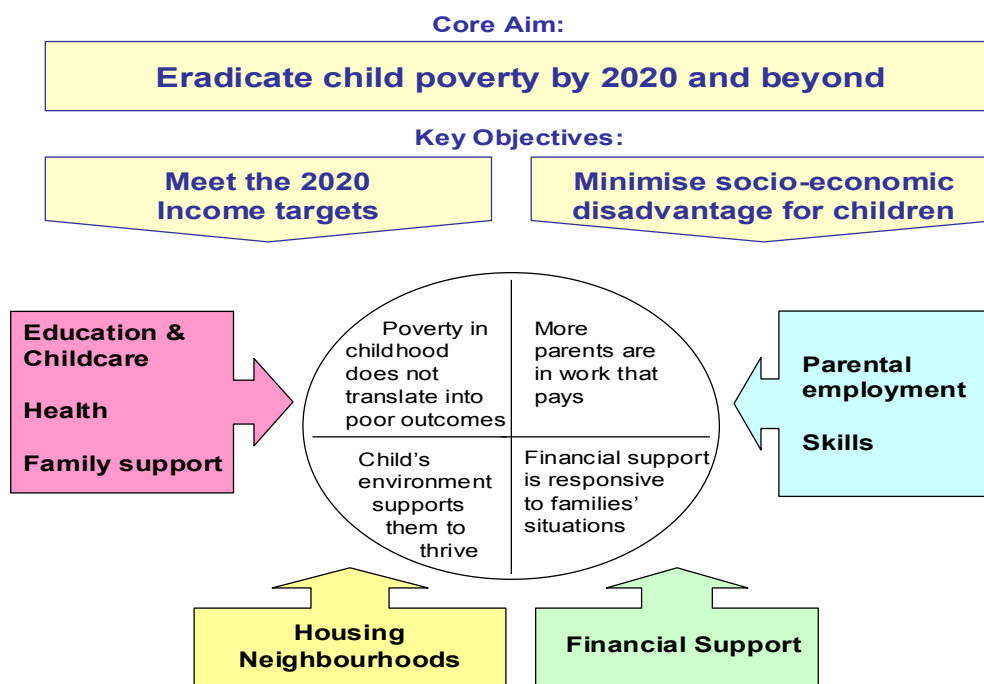 Core Aim:
Eradicate child poverty by 2020 and beyond
Key Objectives:
Meet the 2020
Income targets
Minimise socio-economic
disadvantage for children
Education &
Childcare
Health
Family support
Poverty in
childhood
does not
translate into
poor outcomes
More
parents are
in work that
pays
Child’s
environment
supports
them to
thrive
Financial support
is responsive
to families’
situations
Parental
employment
Skills
Housing
Neighbourhoods
Financial Support